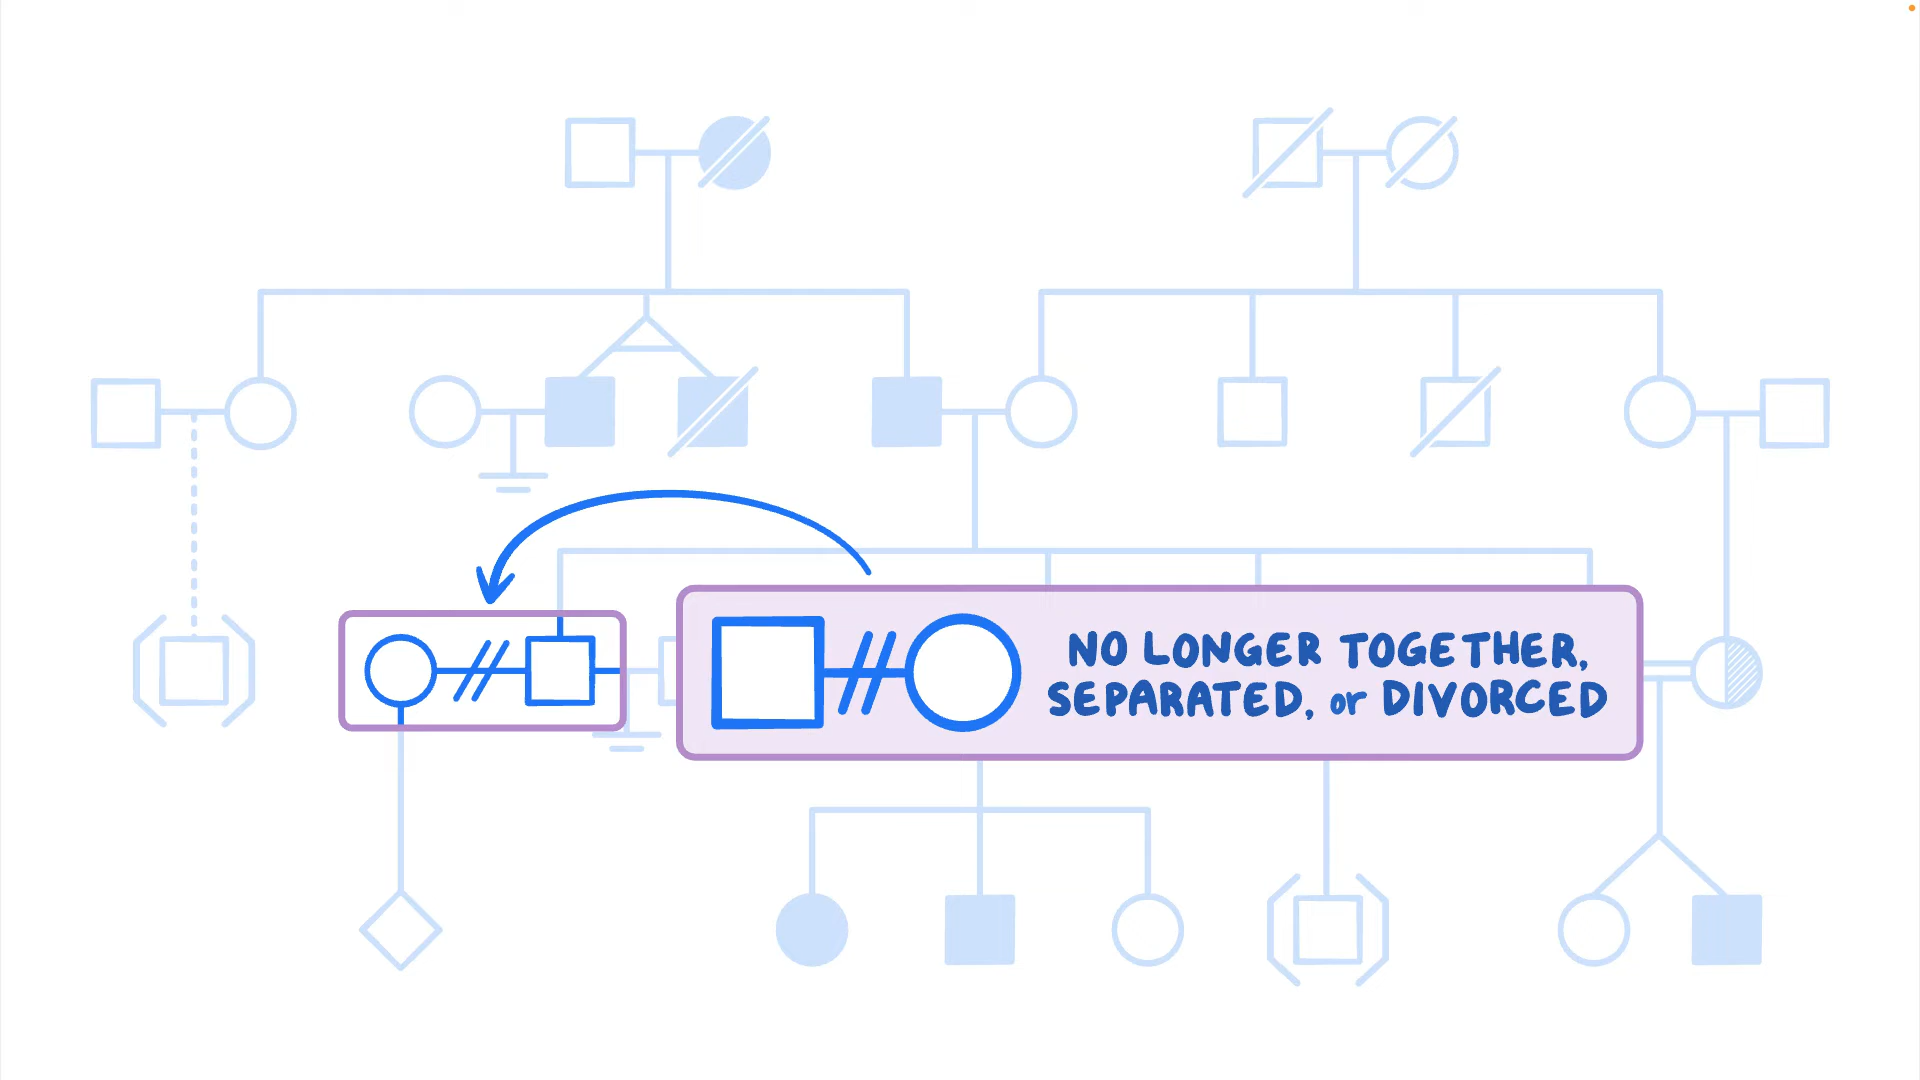 NO LONGER TOGETHER,
SEPARATED, or DIVORCED